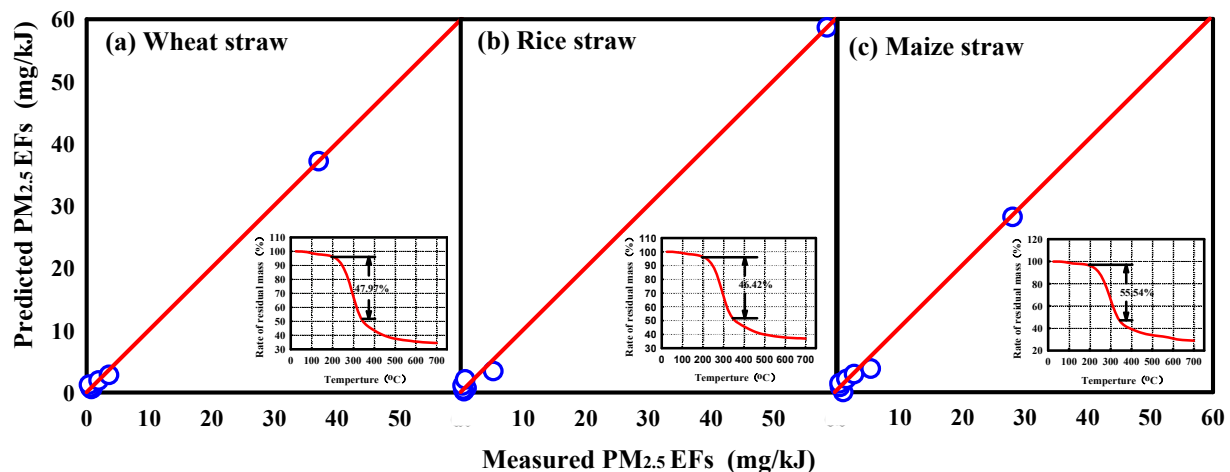 Predicted PM2.5 EFs (mg/kJ)
60
50
40
30
20
10
0
(a) Wheat straw
(b) Rice straw
(c) Maize straw
Rate of residual mass (%)
110
100
90
80
70
60
50
40
30
47.97%
0 100 200 300 400 500 600 700
Temperture (ºC)
Rate of residual mass (%)
110
100
90
80
70
60
50
40
30
46.42%
0 100 200 300 400 500 600 700
Temperture (ºC)
Rate of residual mass (%)
120
100
80
60
40
20
55.54%
0 100 200 300 400 500 600 700
Temperture (ºC)
0 10 20 30 40 50
10 20 30 40 50
10 20 30 40 50 60
Measured PM2.5 EFs (mg/kJ)